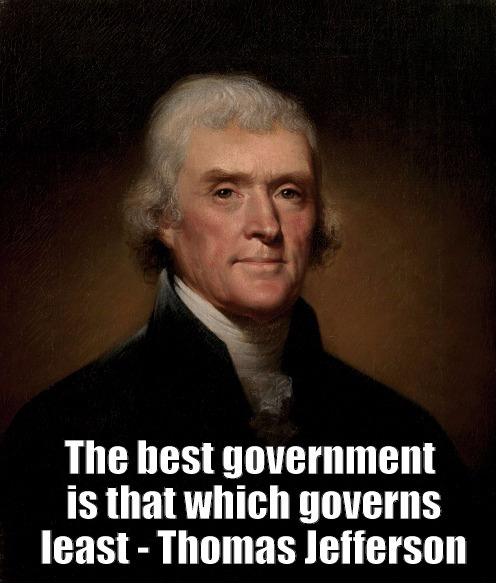 The best government
is that which governs
least - Thomas Jefferson